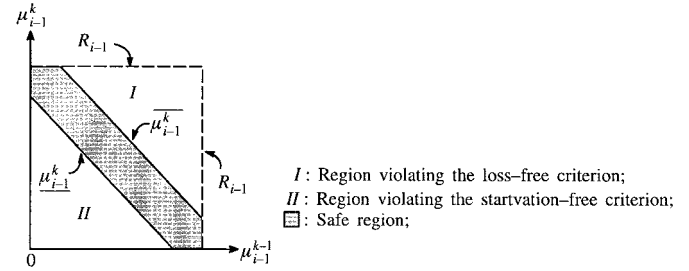 μ^k_{i-1}
R_{i-1}
I
\overline{μ^k_{i-1}}
\underline{μ^k_{i-1}}
R_{i-1}
II
0
μ^{k-1}_{i-1}
I : Region violating the loss-free criterion;
II : Region violating the startvation-free criterion;
: Safe region;